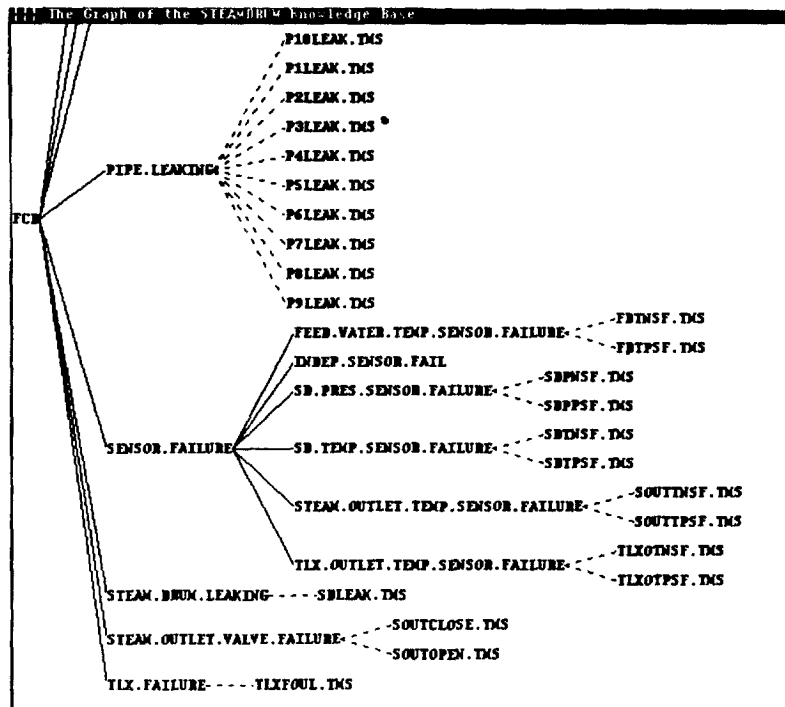 The Graph of the STEAMDRUM Knowledge Base
P10LEAK.TMS
P1LEAK.TMS
P2LEAK.TMS
P3LEAK.TMS
P4LEAK.TMS
PIPE.LEAKING
P5LEAK.TMS
P6LEAK.TMS
FCD
P7LEAK.TMS
P8LEAK.TMS
P9LEAK.TMS
FEED.WATER.TEMP.SENSOR.FAILURE
FDTNSF.TMS
FDTPSF.TMS
INDEP.SENSOR.FAIL
SD.PRES.SENSOR.FAILURE
SDPNSF.TMS
SDPPSF.TMS
SENSOR.FAILURE
SD.TEMP.SENSOR.FAILURE
SDTNSF.TMS
SDTPSF.TMS
STEAM.OUTLET.TEMP.SENSOR.FAILURE
SOUTTNSF.TMS
SOUTTPSF.TMS
TLX.OUTLET.TEMP.SENSOR.FAILURE
TLXOTNSF.TMS
TLXOTPSF.TMS
STEAM.DRUM.LEAKING
SDLEAK.TMS
STEAM.OUTLET.VALVE.FAILURE
SOUTCLOSE.TMS
SOUTOPEN.TMS
TLX.FAILURE
TLXFOUL.TMS